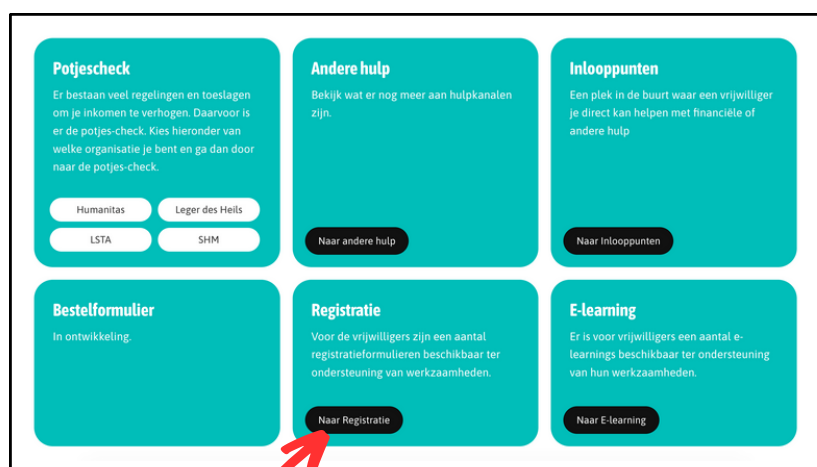 Potjescheck
Er bestaan veel regelingen en toeslagen
om je inkomen te verhogen. Daarvoor is
er de potjes-check. Kies hieronder van
welke organisatie je bent en ga dan door
naar de potjes-check.
Humanitas
Leger des Heils
LSTA
SHM
Andere hulp
Bekijk wat er nog meer aan hulpkanalen
zijn.
Naar andere hulp
Inlooppunten
Een plek in de buurt waar een vrijwilliger
je direct kan helpen met financiële of
andere hulp
Naar Inlooppunten
Bestelformulier
In ontwikkeling.
Registratie
Voor de vrijwilligers zijn een aantal
registratieformulieren beschikbaar ter
ondersteuning van werkzaamheden.
Naar Registratie
E-learning
Er is voor vrijwilligers een aantal e-
learnings beschikbaar ter ondersteuning
van hun werkzaamheden.
Naar E-learning